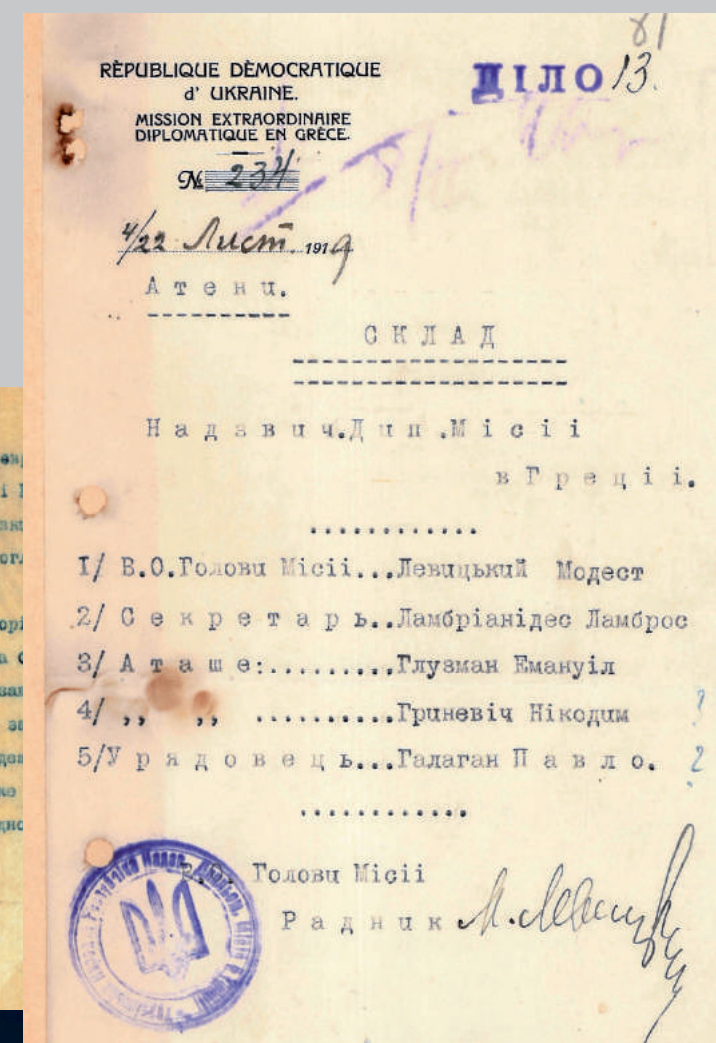 81
RÈPUBLIQUE DÈMOCRATIQUE
d' UKRAINE.
MISSION EXTRAORDINAIRE
DIPLOMATIQUE EN GRÈCE.
ДІЛО 13.
№ 234
4/22 Лист. 1919
Атени.
СКЛАД
Надзвич.Дип.Місії
в Греції.
1/ В.О.Голови Місії...Левицький Модест
2/ Секретарь..Ламбріанідес Ламброс
3/ Аташе:.........Глузман Емануіл
4/ ,, ,, ..........Гриневіч Нікодим
5/Урядовець...Галаган Павло. ?
Голови Місії
Радник М. Левицький